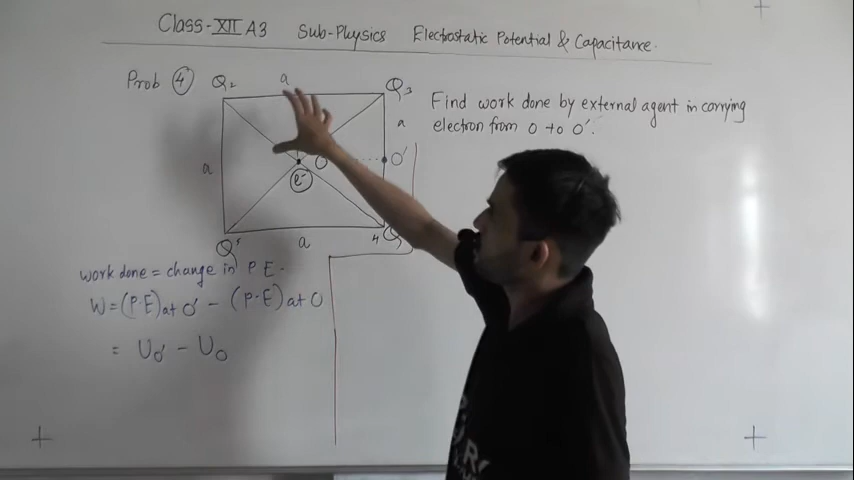 Class-XII A3 Sub-Physics Electrostatic Potential & Capacitance.
Prob 4 Q2 a Q3
Find work done by external agent in carrying
electron from O to O'.
a
a O O'
e-
Q1 a Q4
work done = change in P E.
W = (P.E) at O' - (P.E) at O
= UO' - UO